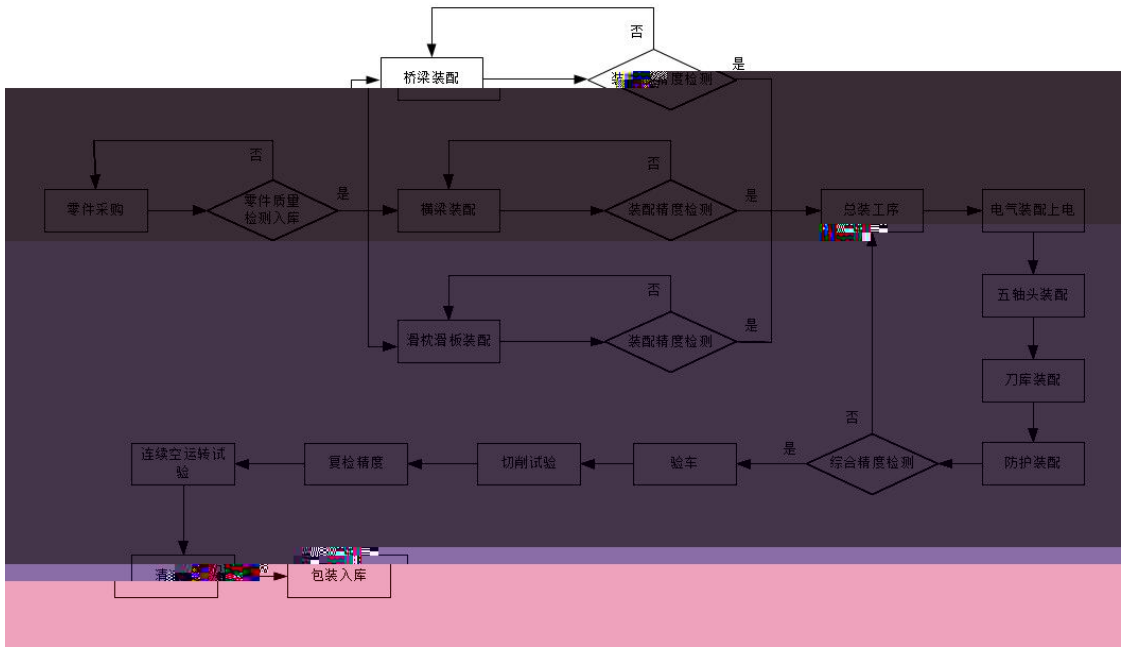 否
桥梁装配
是
否
否
零件采购
零件质量
检测入库
是
横梁装配
装配精度检测
是
总装工序
电气装配上电
否
五轴头装配
滑枕滑板装配
装配精度检测
是
刀库装配
否
连续空运转试
验
复检精度
切削试验
验车
是
综合精度检测
防护装配
包装入库